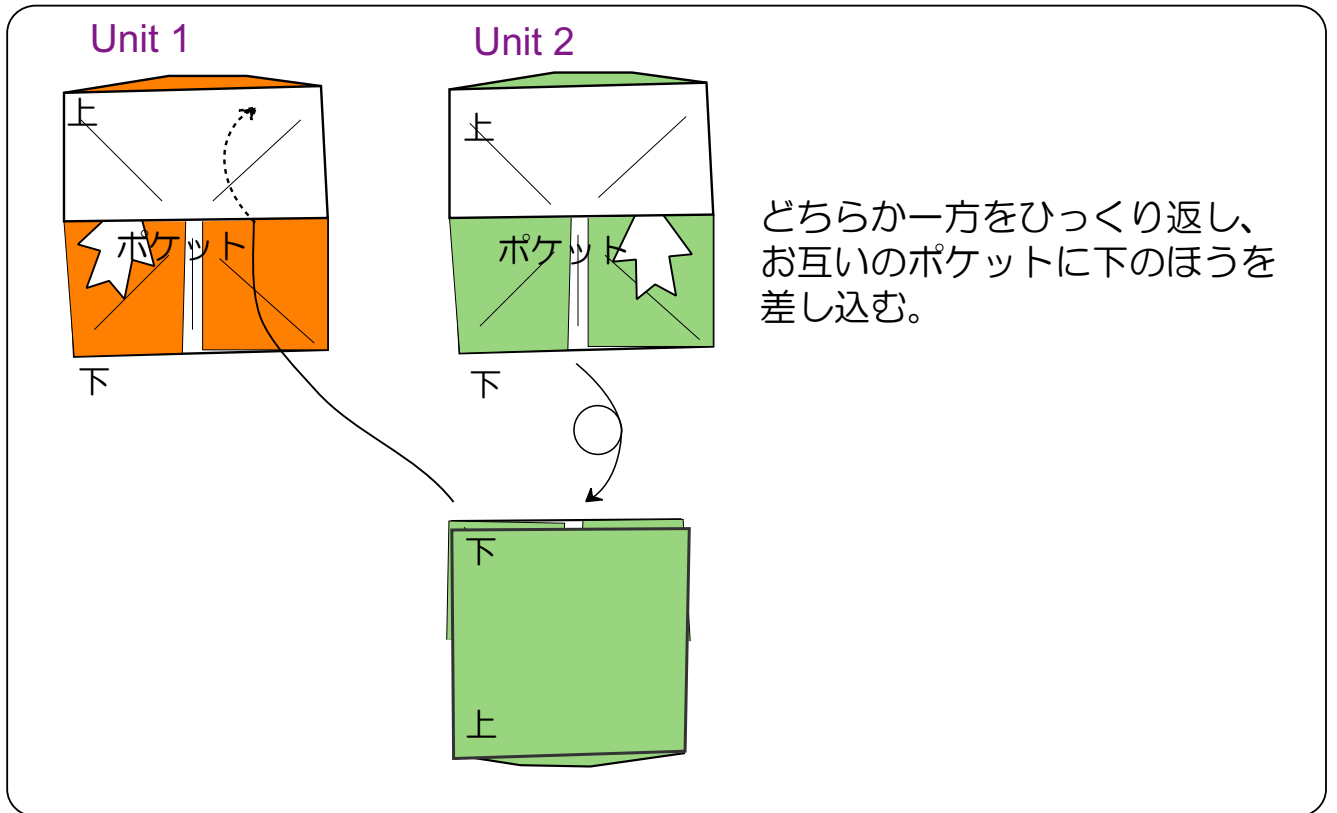 Unit 1
Unit 2
上
上
ポケット
ポケット
どちらか一方をひっくり返し、
お互いのポケットに下のほうを
差し込む。
下
下
下
上